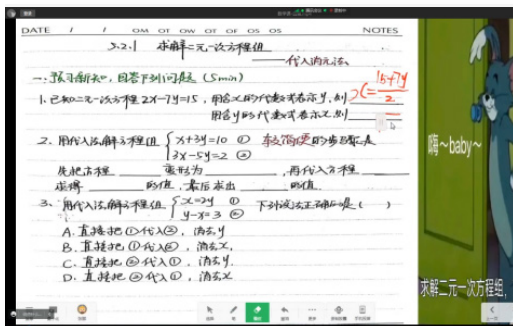 DATE / / OM OT OW OT OF OS OS NOTES
5.2.1 求解二元一次方程组
——代入消元法
一. 预习新知，回答下列问题 (5min)
1. 已知二元一次方程 2x-7y=15，用含x的代数式表示y，则
x=\frac{15+7y}{2}
用含y的代数式表示x，则
2. 用代入法解方程组 { x+3y=10 ① 较简便的步骤是
3x-5y=2 ②
先把方程 变形为 ，再代入方程
求得 的值，最后求出 的值.
3. 用代入法解方程组 { x=2y ① 下列说法正确的是 ( )
y-x=3 ②
A. 直接把①代入②，消去y
B. 直接把①代入②，消去x.
C. 直接把②代入①，消去y.
D. 直接把②代入①，消去x
嗨～baby～
求解二元一次方程组,